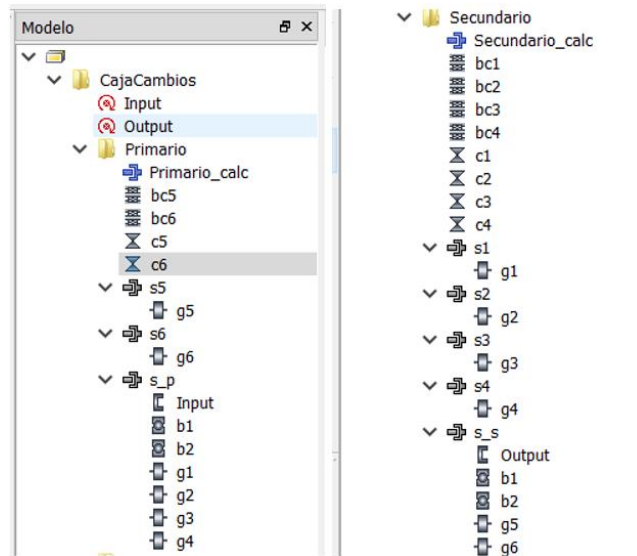 Modelo
CajaCambios
Input
Output
Primario
Primario_calc
bc5
bc6
c5
c6
s5
g5
s6
g6
s_p
Input
b1
b2
g1
g2
g3
g4
Secundario
Secundario_calc
bc1
bc2
bc3
bc4
c1
c2
c3
c4
s1
g1
s2
g2
s3
g3
s4
g4
s_s
Output
b1
b2
g5
g6